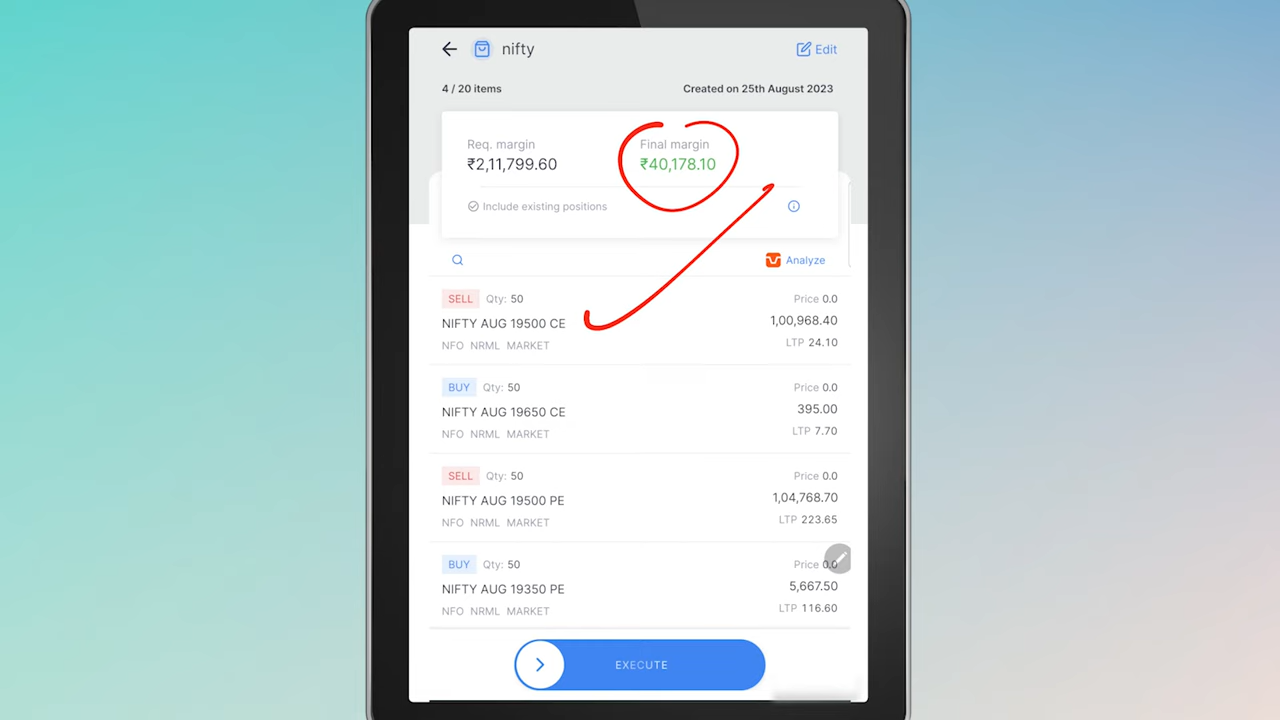 nifty
Edit
4 / 20 items
Created on 25th August 2023
Req. margin
Final margin
₹2,11,799.60
₹40,178.10
Include existing positions
Analyze
SELL Qty: 50
Price 0.0
NIFTY AUG 19500 CE
1,00,968.40
NFO NRML MARKET
LTP 24.10
BUY Qty: 50
Price 0.0
NIFTY AUG 19650 CE
395.00
NFO NRML MARKET
LTP 7.70
SELL Qty: 50
Price 0.0
NIFTY AUG 19500 PE
1,04,768.70
NFO NRML MARKET
LTP 223.65
BUY Qty: 50
Price 0.0
NIFTY AUG 19350 PE
5,667.50
NFO NRML MARKET
LTP 116.60
EXECUTE